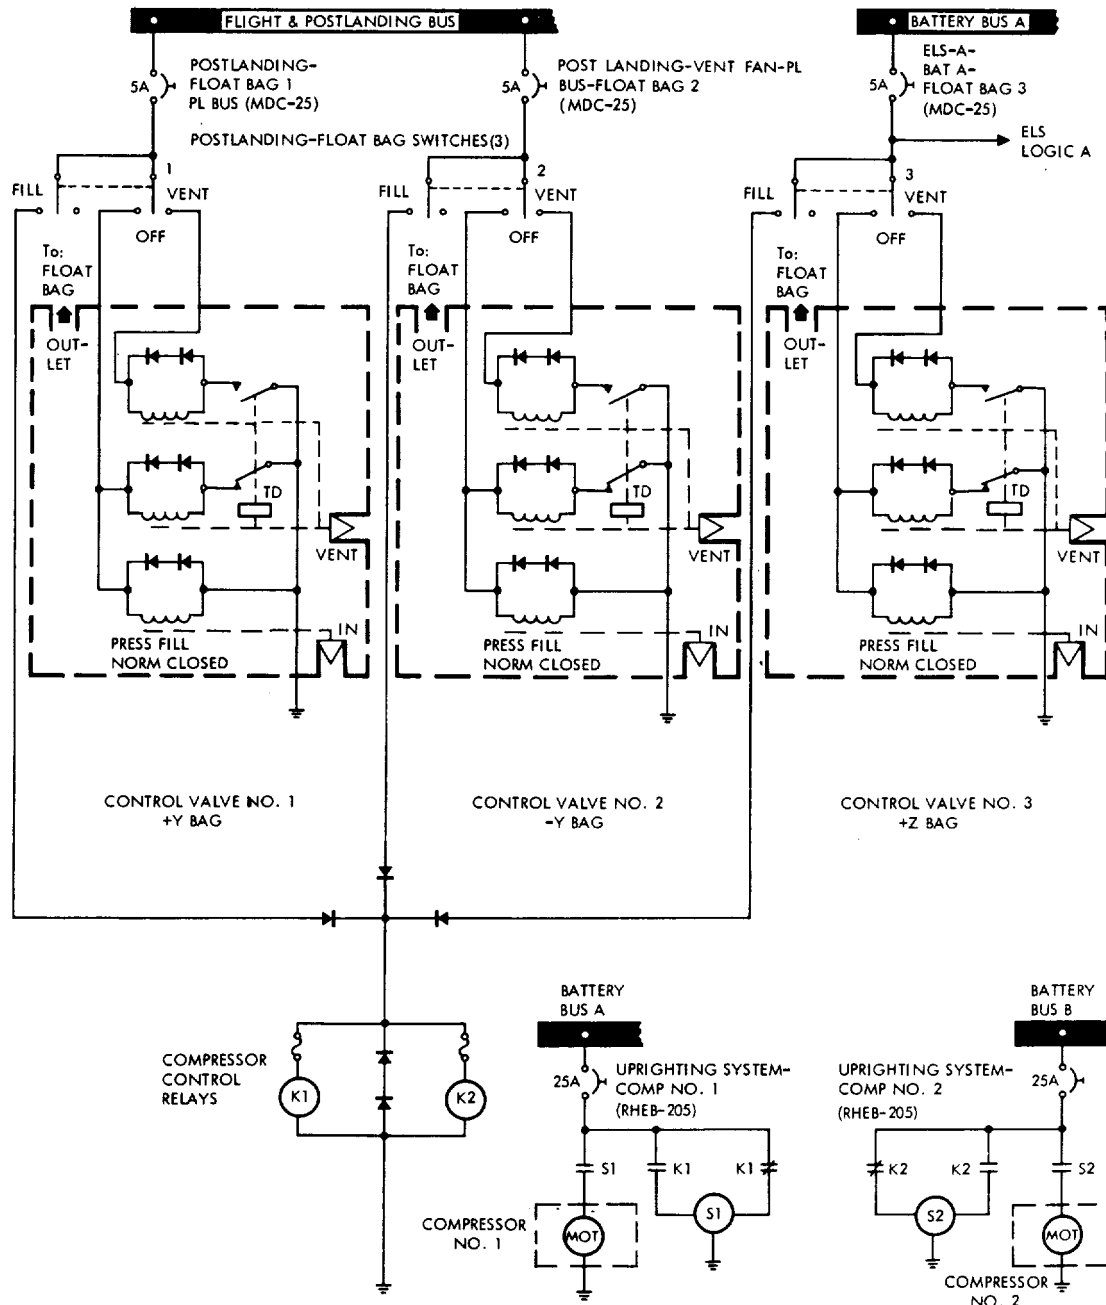 FLIGHT & POSTLANDING BUS
BATTERY BUS A
5A
POSTLANDING-
FLOAT BAG 1
PL BUS (MDC-25)
5A
POST LANDING-VENT FAN-PL
BUS-FLOAT BAG 2
(MDC-25)
5A
ELS-A-
BAT A-
FLOAT BAG 3
(MDC-25)
POSTLANDING-FLOAT BAG SWITCHES(3)
ELS
LOGIC A
1
FILL
VENT
OFF
2
FILL
VENT
OFF
3
FILL
VENT
OFF
To:
FLOAT
BAG
OUT-
LET
TD
VENT
IN
PRESS FILL
NORM CLOSED
To:
FLOAT
BAG
OUT-
LET
TD
VENT
IN
PRESS FILL
NORM CLOSED
To:
FLOAT
BAG
OUT-
LET
TD
VENT
IN
PRESS FILL
NORM CLOSED
CONTROL VALVE NO. 1
+Y BAG
CONTROL VALVE NO. 2
-Y BAG
CONTROL VALVE NO. 3
+Z BAG
COMPRESSOR
CONTROL
RELAYS
K1
K2
BATTERY
BUS A
25A
UPRIGHTING SYSTEM-
COMP NO. 1
(RHEB-205)
S1
K1
K1
S1
MOT
COMPRESSOR
NO. 1
BATTERY
BUS B
UPRIGHTING SYSTEM-
COMP NO. 2
(RHEB-205)
25A
K2
K2
S2
S2
MOT
COMPRESSOR
NO. 2